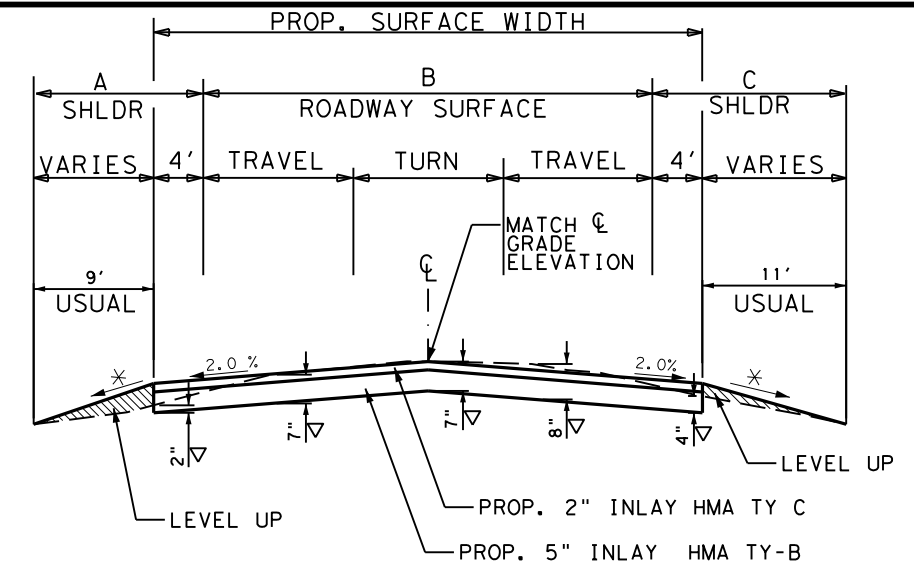 PROP. SURFACE WIDTH
A B C
SHLDR ROADWAY SURFACE SHLDR
VARIES 4' TRAVEL TURN TRAVEL 4' VARIES
MATCH ℄
GRADE
ELEVATION
9' ℄ 11'
USUAL USUAL
2.0 % 2.0%
2" 7" 7" 8" 4"
LEVEL UP
PROP. 2" INLAY HMA TY C
LEVEL UP
PROP. 5" INLAY HMA TY-B